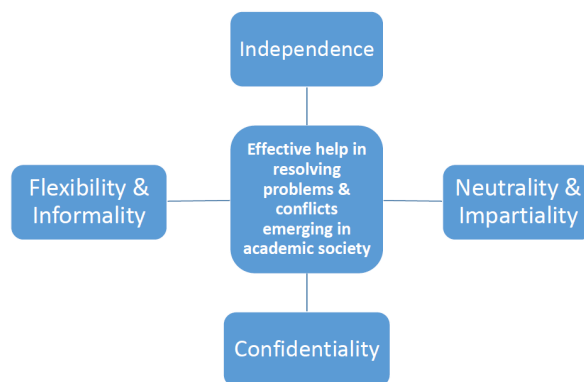 Independence
Effective help in
resolving
problems &
conflicts
emerging in
academic society
Flexibility &
Informality
Neutrality &
Impartiality
Confidentiality